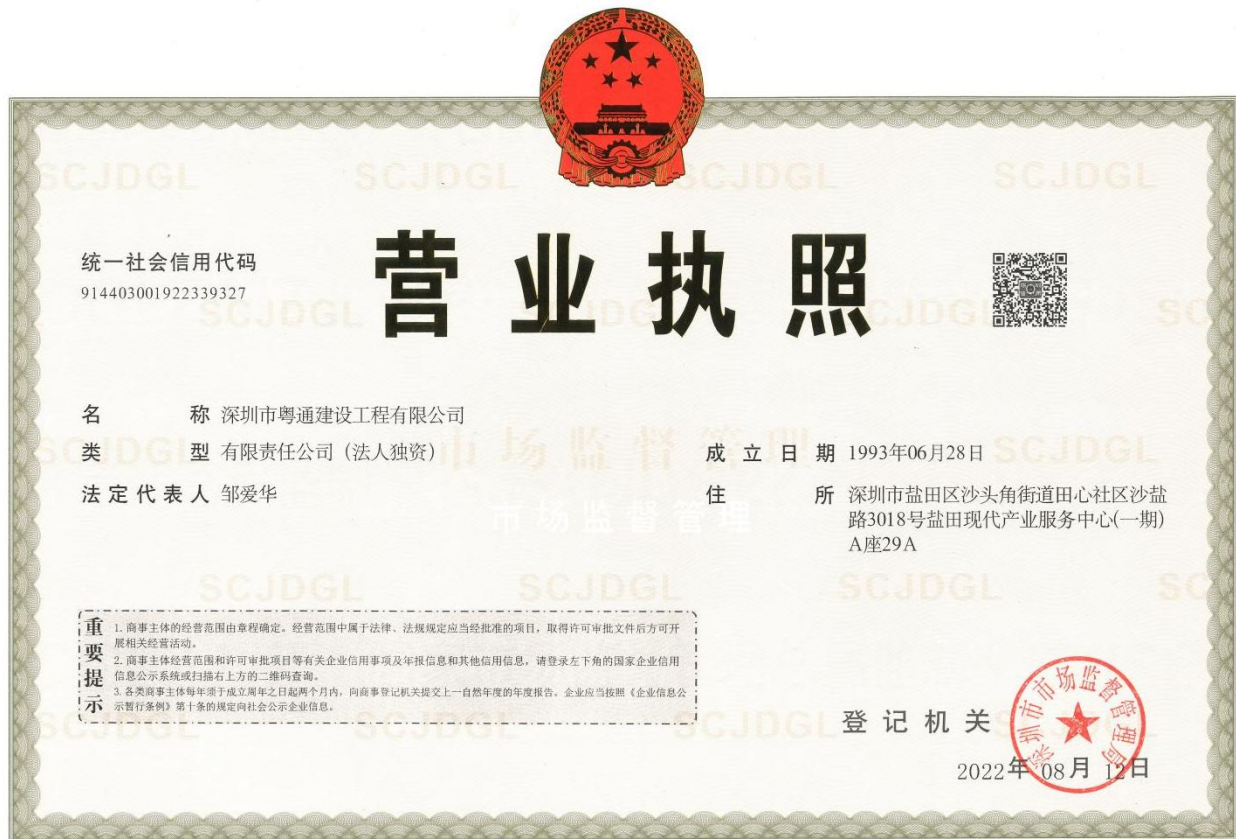 营业执照
统一社会信用代码
914403001922339327
名称 深圳市粤通建设工程有限公司
类型 有限责任公司（法人独资）
法定代表人 邹爱华
成立日期 1993年06月28日
住所 深圳市盐田区沙头角街道田心社区沙盐
路3018号盐田现代产业服务中心(一期)
A座29A
重要提示
1. 商事主体的经营范围由章程确定。经营范围中属于法律、法规规定应当经批准的项目，取得许可审批文件后方可开
展相关经营活动。
2. 商事主体经营范围和许可审批项目等有关企业信用事项及年报信息和其他信用信息，请登录左下角的国家企业信用
信息公示系统或扫描右上方的二维码查询。
3. 各类商事主体每年须于成立周年之日起两个月内，向商事登记机关提交上一自然年度的年度报告。企业应当按照《企业信息公
示暂行条例》第十条的规定向社会公示企业信息。
登记机关
深圳市市场监督管理局
2022年08月12日
SCJDGL SCJDGL SCJDGL SCJDGL
市场监督管理
市场监督管理